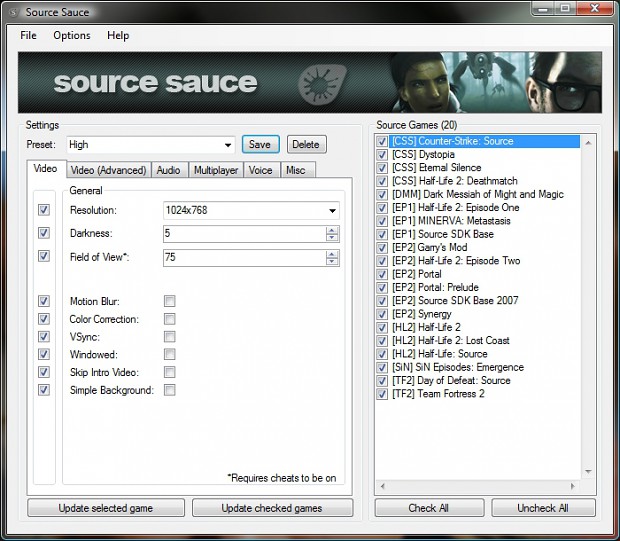 Source Sauce
File Options Help
source sauce
Settings
Preset: High Save Delete
Video Video (Advanced) Audio Multiplayer Voice Misc
General
Resolution: 1024x768
Darkness: 5
Field of View*: 75
Motion Blur:
Color Correction:
VSync:
Windowed:
Skip Intro Video:
Simple Background:
*Requires cheats to be on
Update selected game Update checked games
Source Games (20)
[CSS] Counter-Strike: Source
[CSS] Dystopia
[CSS] Eternal Silence
[CSS] Half-Life 2: Deathmatch
[DMM] Dark Messiah of Might and Magic
[EP1] Half-Life 2: Episode One
[EP1] MINERVA: Metastasis
[EP1] Source SDK Base
[EP2] Garry's Mod
[EP2] Half-Life 2: Episode Two
[EP2] Portal
[EP2] Portal: Prelude
[EP2] Source SDK Base 2007
[EP2] Synergy
[HL2] Half-Life 2
[HL2] Half-Life 2: Lost Coast
[HL2] Half-Life: Source
[SiN] SiN Episodes: Emergence
[TF2] Day of Defeat: Source
[TF2] Team Fortress 2
Check All Uncheck All